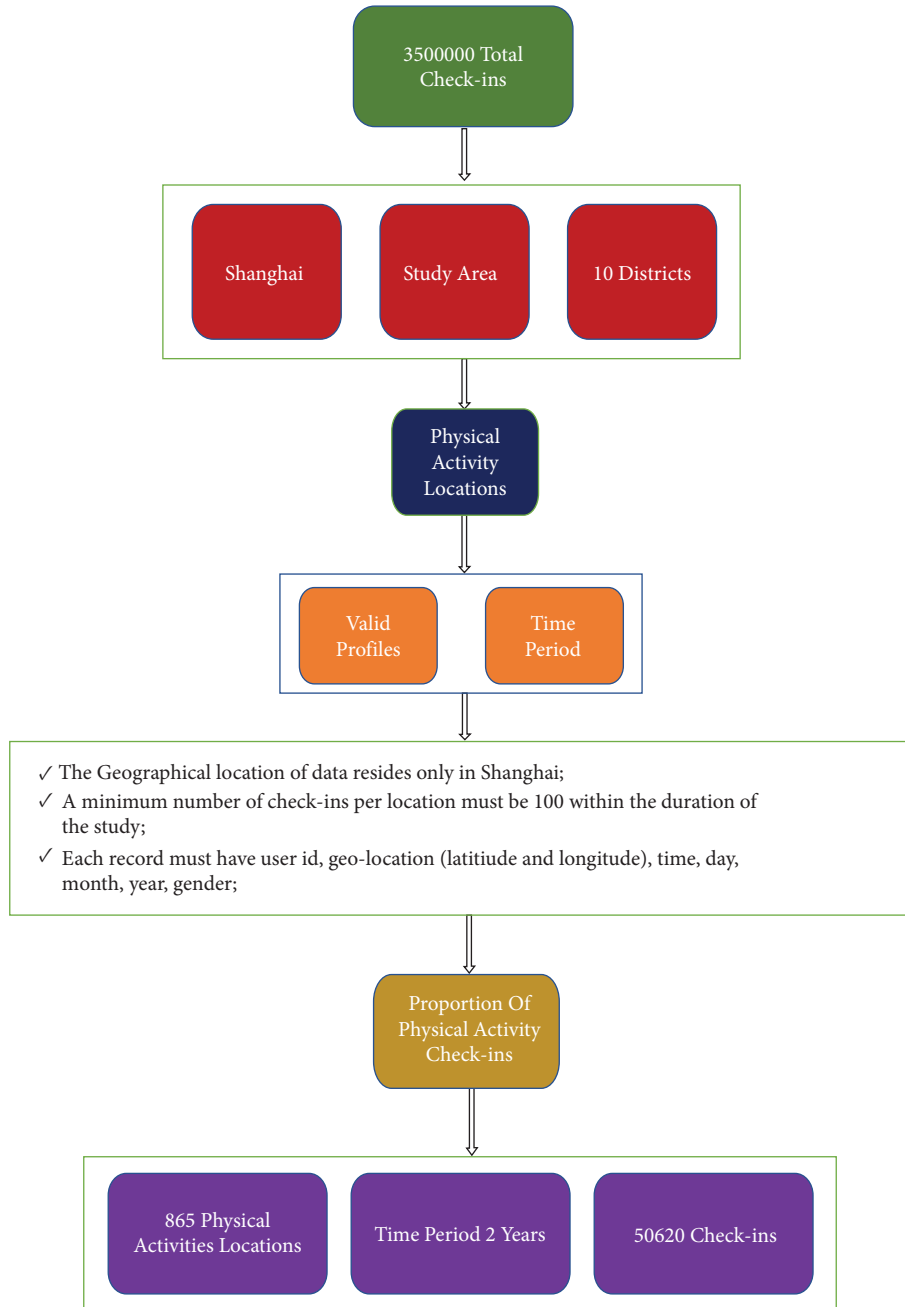 3500000 Total
Check-ins
Shanghai
Study Area
10 Districts
Physical
Activity
Locations
Valid
Profiles
Time
Period
✓ The Geographical location of data resides only in Shanghai;
✓ A minimum number of check-ins per location must be 100 within the duration of
the study;
✓ Each record must have user id, geo-location (latitiude and longitude), time, day,
month, year, gender;
Proportion Of
Physical Activity
Check-ins
865 Physical
Activities Locations
Time Period 2 Years
50620 Check-ins